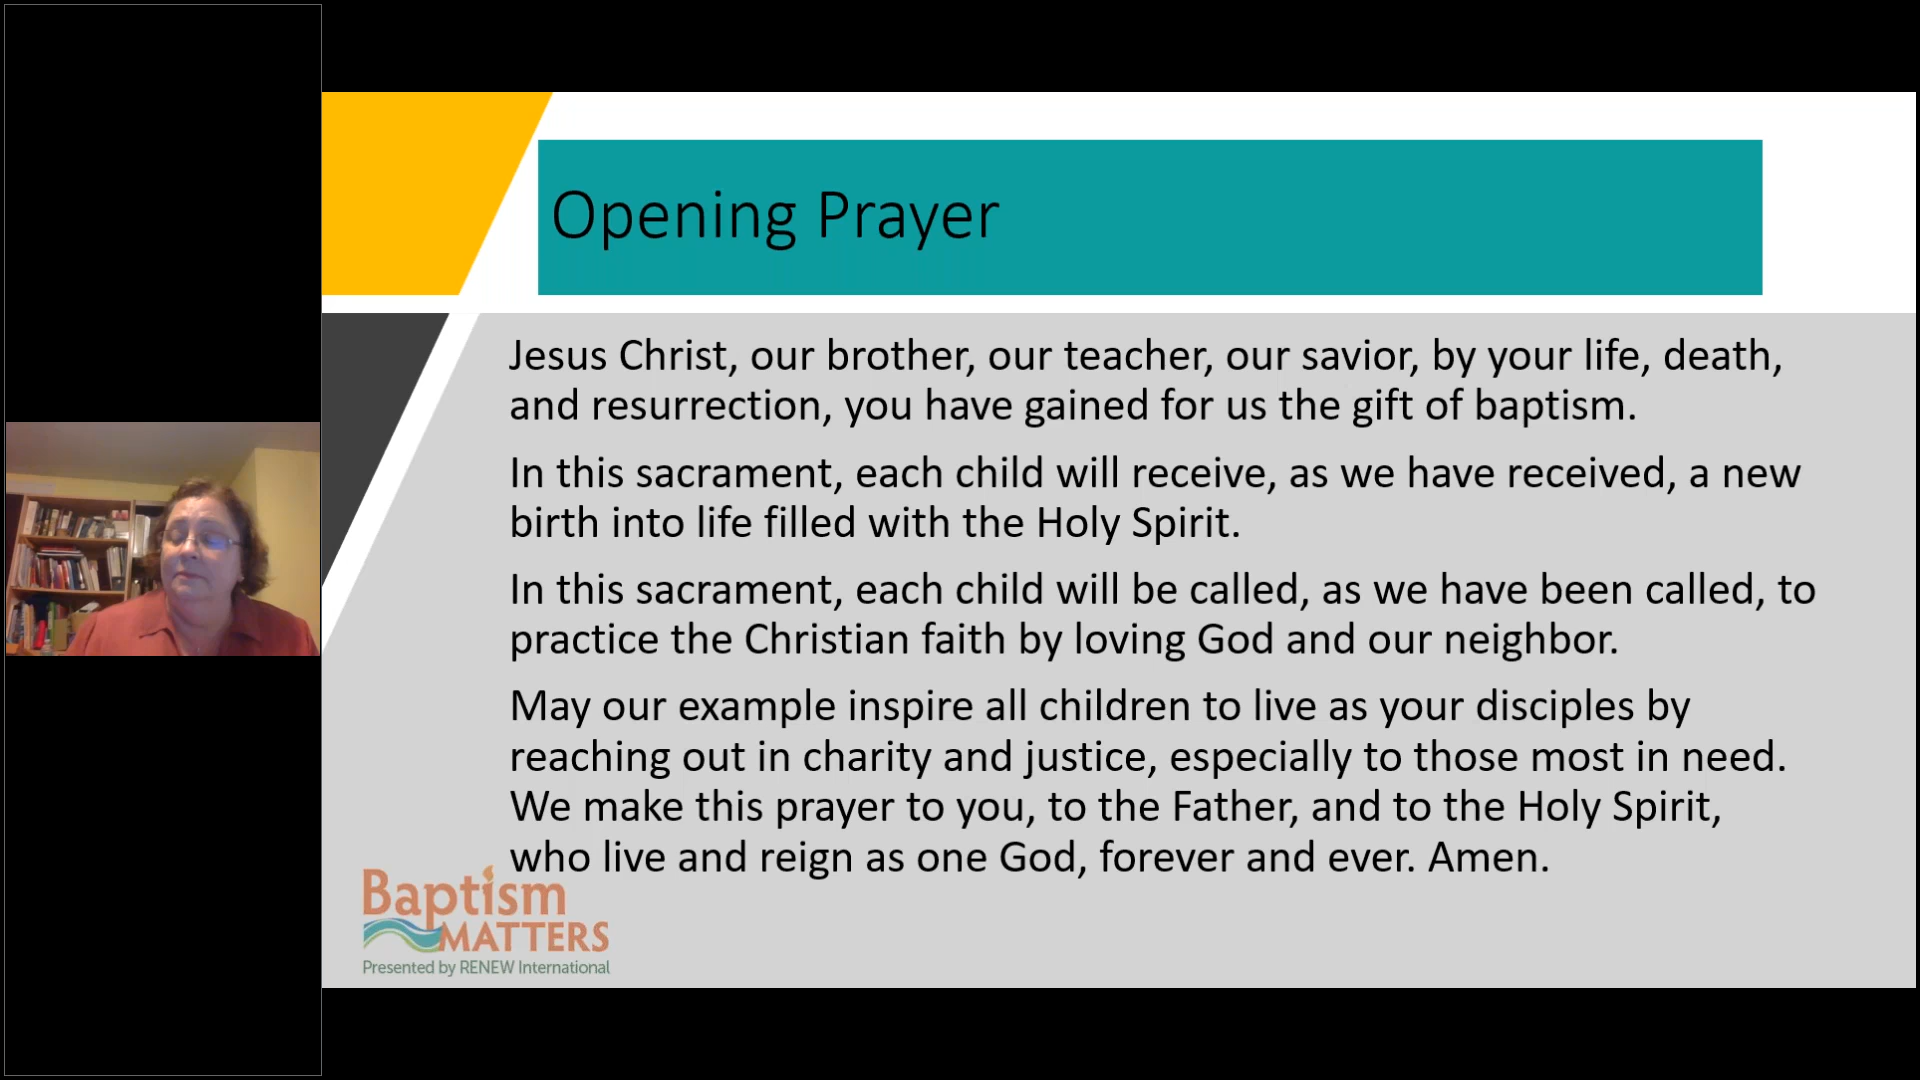 Opening Prayer
Jesus Christ, our brother, our teacher, our savior, by your life, death,
and resurrection, you have gained for us the gift of baptism.
In this sacrament, each child will receive, as we have received, a new
birth into life filled with the Holy Spirit.
In this sacrament, each child will be called, as we have been called, to
practice the Christian faith by loving God and our neighbor.
May our example inspire all children to live as your disciples by
reaching out in charity and justice, especially to those most in need.
We make this prayer to you, to the Father, and to the Holy Spirit,
who live and reign as one God, forever and ever. Amen.
Baptism
MATTERS
Presented by RENEW International